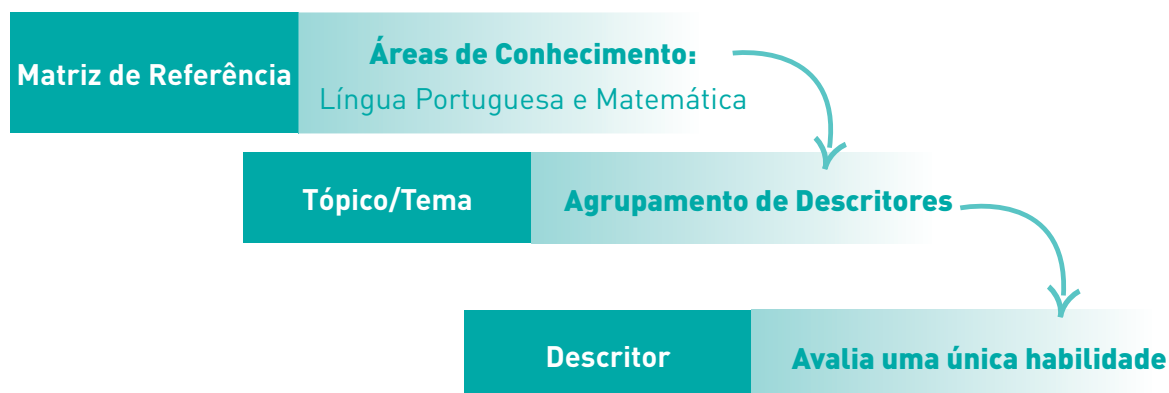 Matriz de Referência
Áreas de Conhecimento:
Língua Portuguesa e Matemática
Tópico/Tema
Agrupamento de Descritores
Descritor
Avalia uma única habilidade